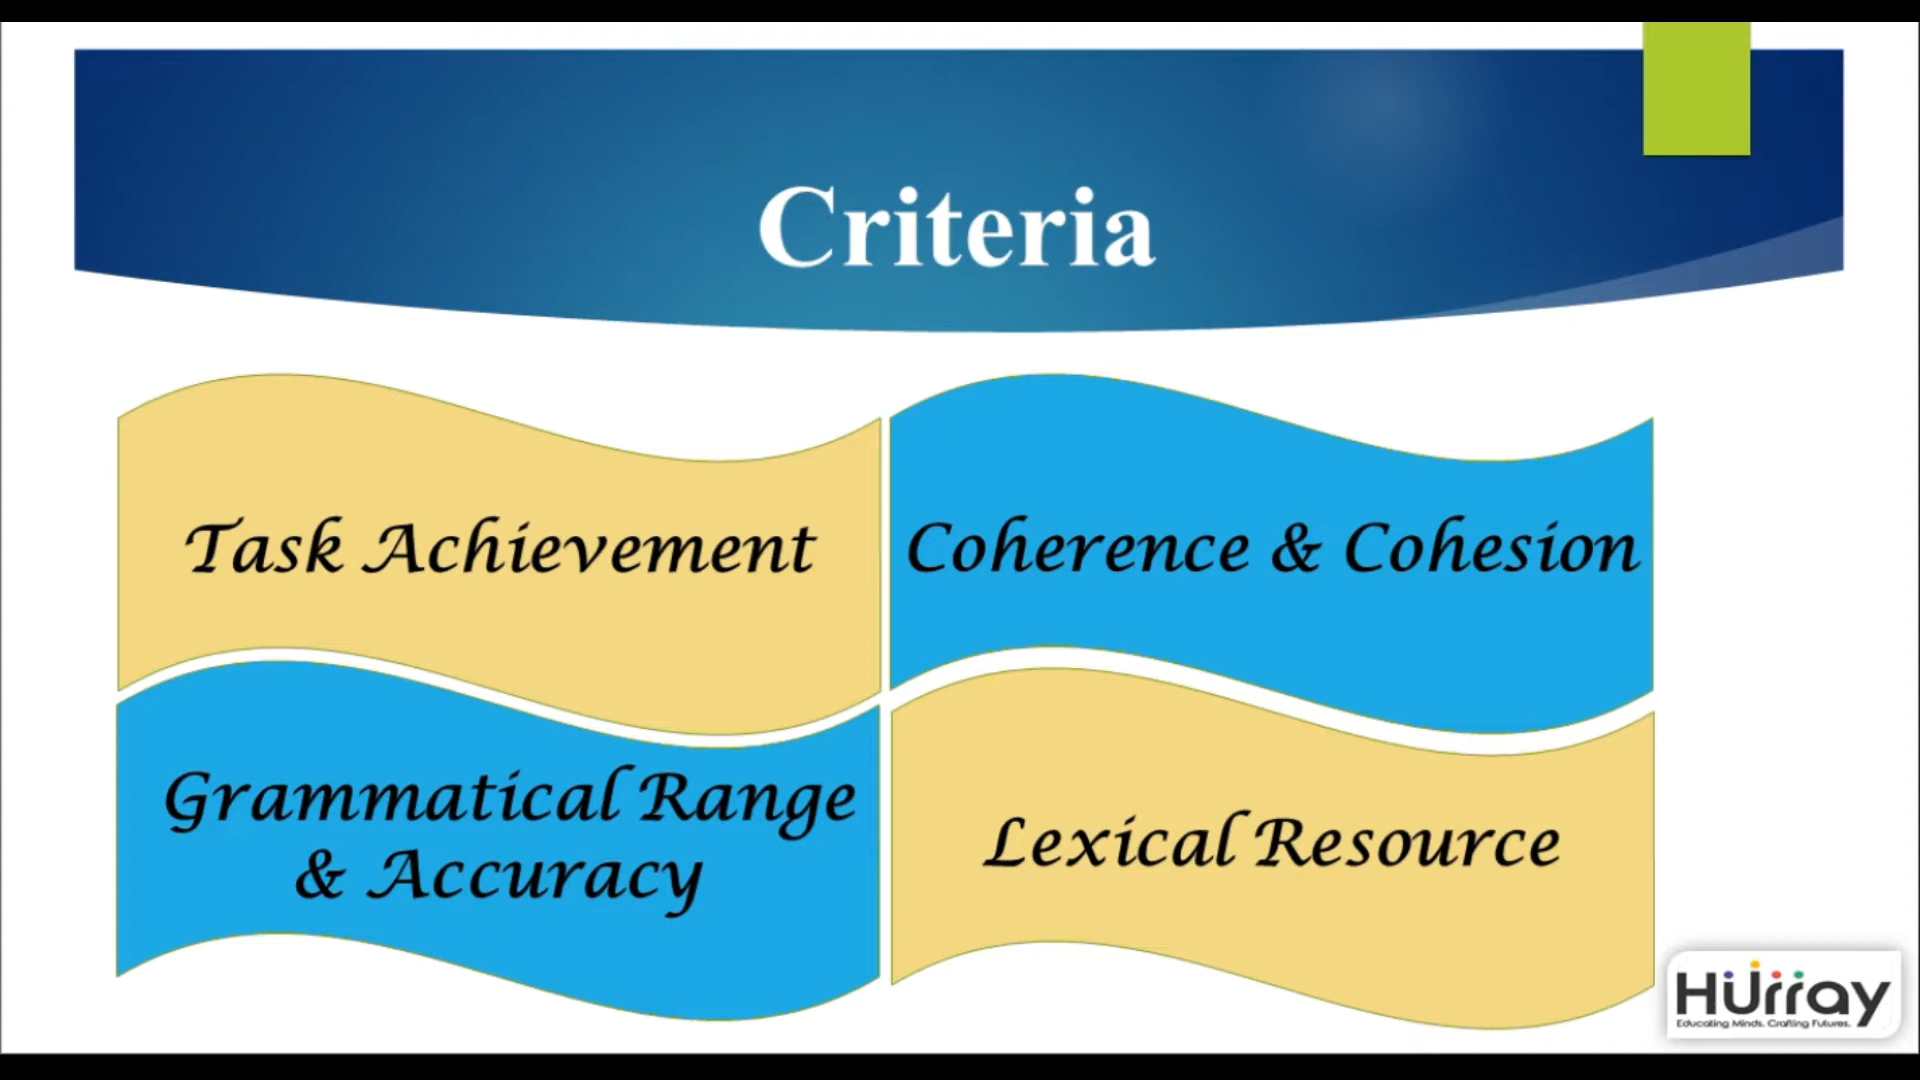 Criteria
Task Achievement
Coherence & Cohesion
Grammatical Range
& Accuracy
Lexical Resource
Hurray
Educating Minds. Crafting Futures.